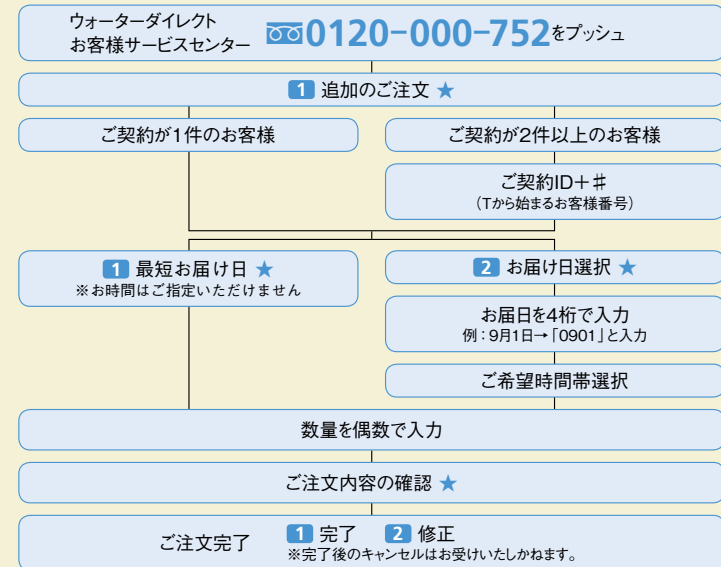 ウォーターダイレクト
お客様サービスセンター 0120-000-752をプッシュ
1 追加のご注文 ★
ご契約が1件のお客様
ご契約が2件以上のお客様
ご契約ID+♯
(Tから始まるお客様番号)
1 最短お届け日 ★
※お時間はご指定いただけません
2 お届け日選択 ★
お届日を4桁で入力
例:9月1日→「0901」と入力
ご希望時間帯選択
数量を偶数で入力
ご注文内容の確認 ★
ご注文完了 1 完了 2 修正
※完了後のキャンセルはお受けいたしかねます。